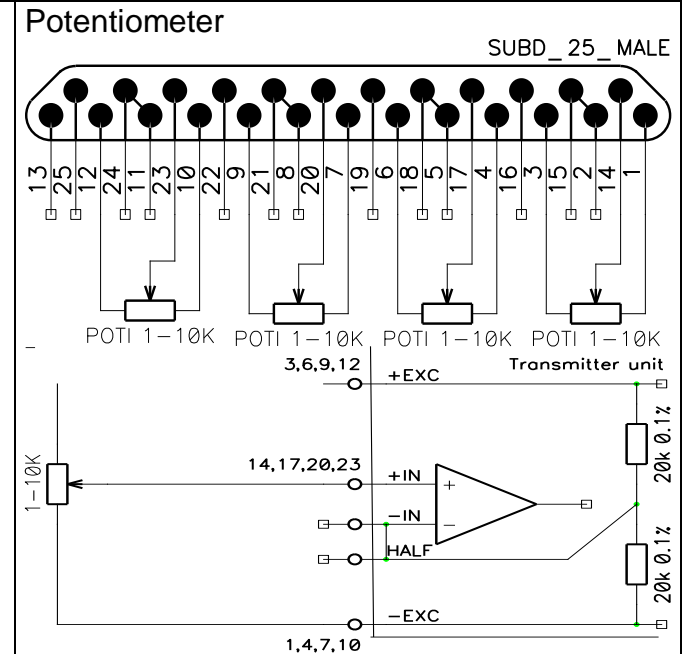 Potentiometer
SUBD_25_MALE
13 25 12 24 11 23 10 22 9 21 8 20 7 19 6 18 5 17 4 16 3 15 2 14 1
POTI 1-10K POTI 1-10K POTI 1-10K POTI 1-10K
3,6,9,12 +EXC Transmitter unit
20k 0.1%
1-10K
14,17,20,23 +IN
+
-IN
-
HALF
20k 0.1%
-EXC
1,4,7,10